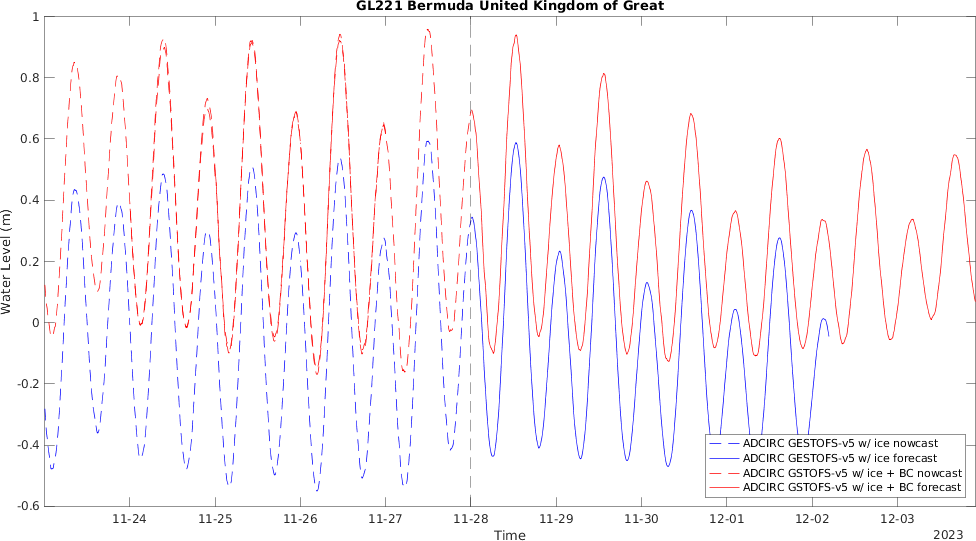 GL221 Bermuda United Kingdom of Great
1
0.8
0.6
0.4
0.2
0
-0.2
-0.4
-0.6
Water Level (m)
11-24 11-25 11-26 11-27 11-28 11-29 11-30 12-01 12-02 12-03
Time
2023
ADCIRC GESTOFS-v5 w/ ice nowcast
ADCIRC GESTOFS-v5 w/ ice forecast
ADCIRC GSTOFS-v5 w/ ice + BC nowcast
ADCIRC GSTOFS-v5 w/ ice + BC forecast